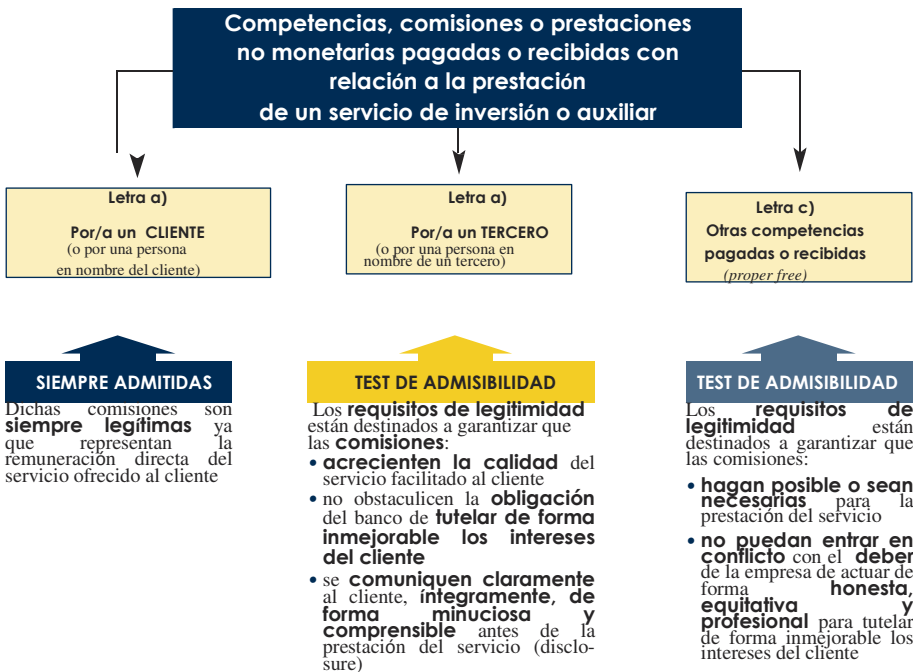 Competencias, comisiones o prestaciones
no monetarias pagadas o recibidas con
relación a la prestación
de un servicio de inversión o auxiliar
Letra a)
Por/a un CLIENTE
(o por una persona
en nombre del cliente)
Letra a)
Por/a un TERCERO
(o por una persona en
nombre de un tercero)
Letra c)
Otras competencias
pagadas o recibidas
(proper free)
SIEMPRE ADMITIDAS
Dichas comisiones son
siempre legítimas ya
que representan la
remuneración directa del
servicio ofrecido al cliente
TEST DE ADMISIBILIDAD
Los requisitos de legitimidad
están destinados a garantizar que
las comisiones:
• acrecienten la calidad del
servicio facilitado al cliente
• no obstaculicen la obligación
del banco de tutelar de forma
inmejorable los intereses
del cliente
• se comuniquen claramente
al cliente, íntegramente, de
forma minuciosa y
comprensible antes de la
prestación del servicio (disclo-
sure)
TEST DE ADMISIBILIDAD
Los requisitos de
legitimidad están
destinados a garantizar que
las comisiones:
• hagan posible o sean
necesarias para la
prestación del servicio
• no puedan entrar en
conflicto con el deber
de la empresa de actuar de
forma honesta,
equitativa y
profesional para tutelar
de forma inmejorable los
intereses del cliente